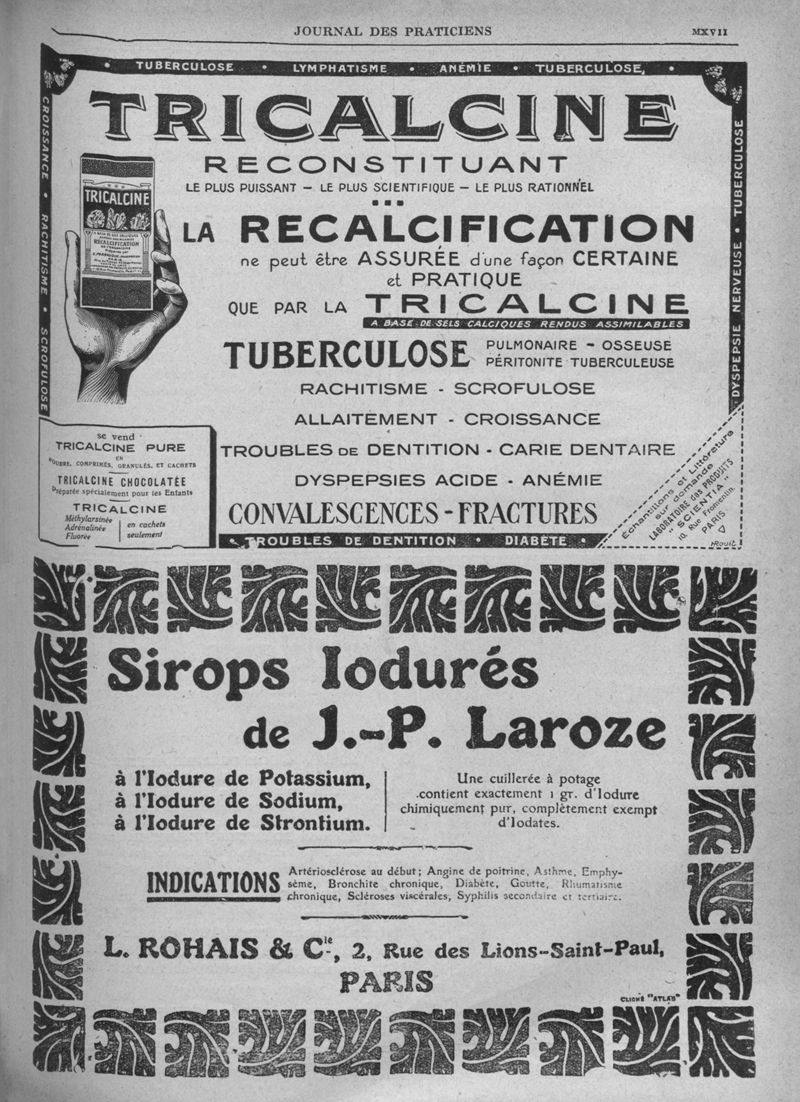 JOURNAL DES PRATICIENS
MXVII
TUBERCULOSE • LYMPHATISME • ANÉMIE • TUBERCULOSE,
CROISSANCE • RACHITISME • SCROFULOSE
TRICALCINE
RECONSTITUANT
LE PLUS PUISSANT — LE PLUS SCIENTIFIQUE — LE PLUS RATIONNEL
TRICALCINE
RECALCIFICATION
LA RECALCIFICATION
ne peut être ASSURÉE d'une façon CERTAINE
et PRATIQUE
QUE PAR LA TRICALCINE
A BASE DE SELS CALCIQUES RENDUS ASSIMILABLES
TUBERCULOSE PULMONAIRE - OSSEUSE
PÉRITONITE TUBERCULEUSE
RACHITISME - SCROFULOSE
ALLAITEMENT - CROISSANCE
TROUBLES DE DENTITION - CARIE DENTAIRE
DYSPEPSIES ACIDE - ANÉMIE
CONVALESCENCES - FRACTURES
DYSPEPSIE NERVEUSE • TUBERCULOSE
se vend
TRICALCINE PURE
EN
POUDRE, COMPRIMÉS, GRANULÉS, ET CACHETS
TRICALCINE CHOCOLATÉE
Préparée spécialement pour les Enfants
TRICALCINE
Méthylarsinée
Adrénalinée
Fluorée
en cachets
seulement
Échantillons et Littérature
sur demande
LABORATOIRE des PRODUITS
"SCIENTIA"
10, Rue Fromentin.
PARIS
TROUBLES DE DENTITION • DIABÈTE •
Sirops Iodurés
de J.-P. Laroze
à l'Iodure de Potassium,
à l'Iodure de Sodium,
à l'Iodure de Strontium.
Une cuillerée à potage
contient exactement 1 gr. d'Iodure
chimiquement pur, complètement exempt
d'Iodates.
INDICATIONS
Artériosclérose au début; Angine de poitrine, Asthme, Emphy-
sème, Bronchite chronique, Diabète, Goutte, Rhumatisme
chronique, Scléroses viscérales, Syphilis secondaire et tertiaire.
L. ROHAIS & Cie, 2, Rue des Lions-Saint-Paul,
PARIS
CLICHÉ "ATLAS"